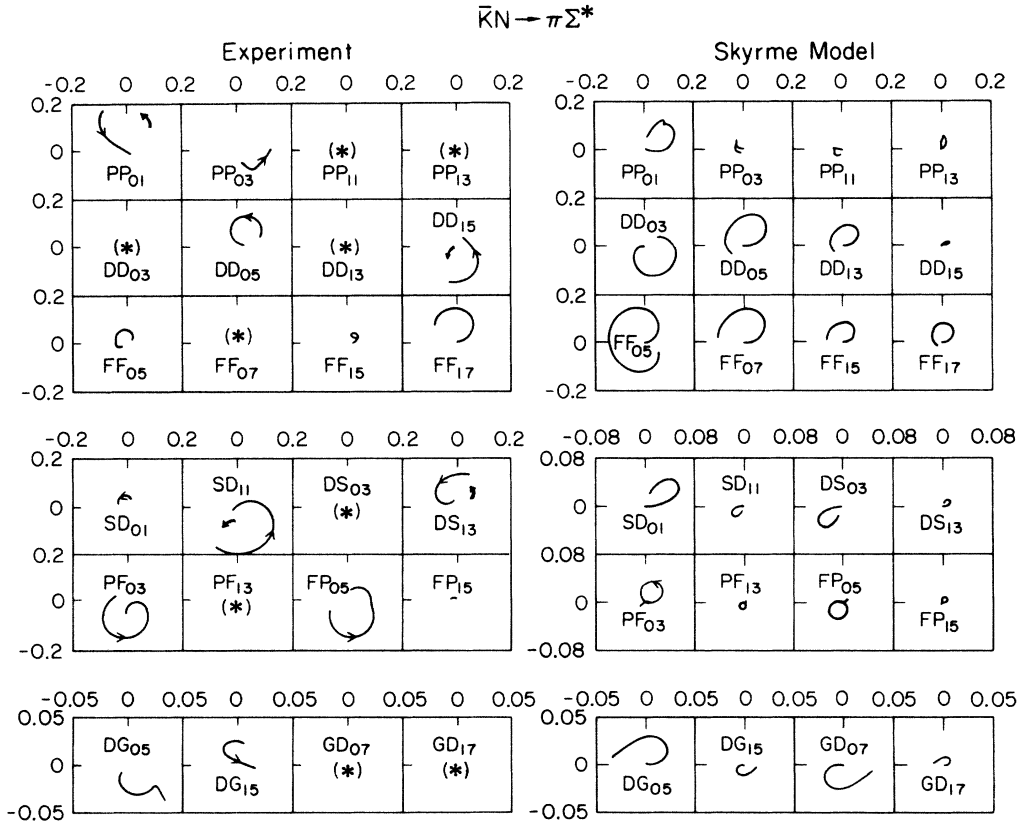 K̄N → πΣ*
Experiment
Skyrme Model
-0.2 0 0.2 0 0.2 0 0.2 0 0.2
-0.2 0 0.2 0 0.2 0 0.2 0 0.2
0.2
0
PP01 PP03 (*) PP11 (*) PP13
0.2
0
PP01 PP03 PP11 PP13
0.2
0
(*) DD03 DD05 (*) DD13 DD15
0.2
0
DD03 DD05 DD13 DD15
0.2
0
-0.2
FF05 (*) FF07 FF15 FF17
0.2
0
-0.2
FF05 FF07 FF15 FF17
-0.2 0 0.2 0 0.2 0 0.2 0 0.2
-0.08 0 0.08 0 0.08 0 0.08 0 0.08
0.2
0
SD01 SD11 DS03 (*) DS13
0.08
0
SD01 SD11 DS03 DS13
0.2
0
-0.2
PF03 PF13 (*) FP05 FP15
0.08
0
-0.08
PF03 PF13 FP05 FP15
-0.05 0 0.05 0 0.05 0 0.05 0 0.05
-0.05 0 0.05 0 0.05 0 0.05 0 0.05
0.05
0
-0.05
DG05 DG15 GD07 (*) GD17 (*)
0.05
0
-0.05
DG05 DG15 GD07 GD17